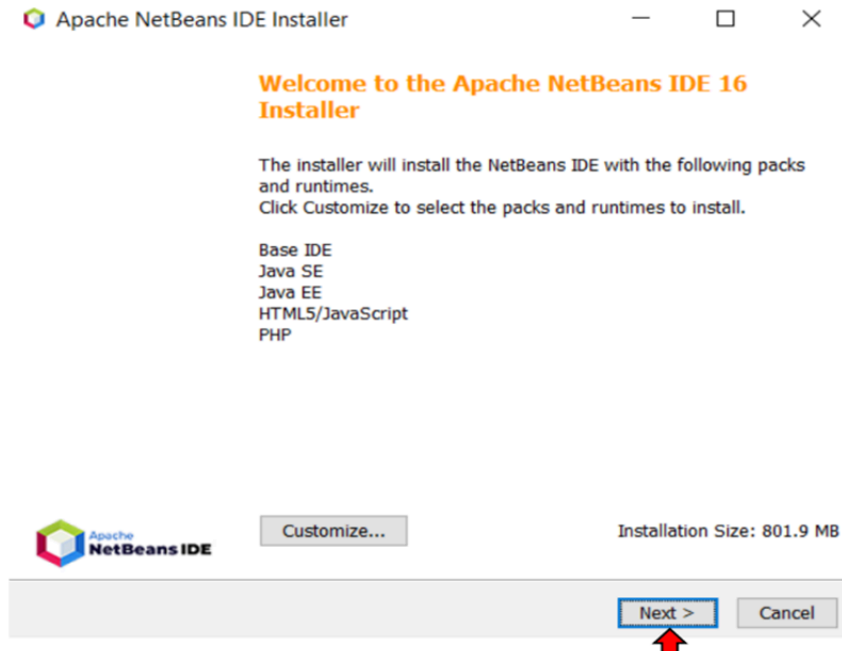 Apache NetBeans IDE Installer
Welcome to the Apache NetBeans IDE 16
Installer
The installer will install the NetBeans IDE with the following packs
and runtimes.
Click Customize to select the packs and runtimes to install.
Base IDE
Java SE
Java EE
HTML5/JavaScript
PHP
Apache
NetBeans IDE
Customize...
Installation Size: 801.9 MB
Next >
Cancel